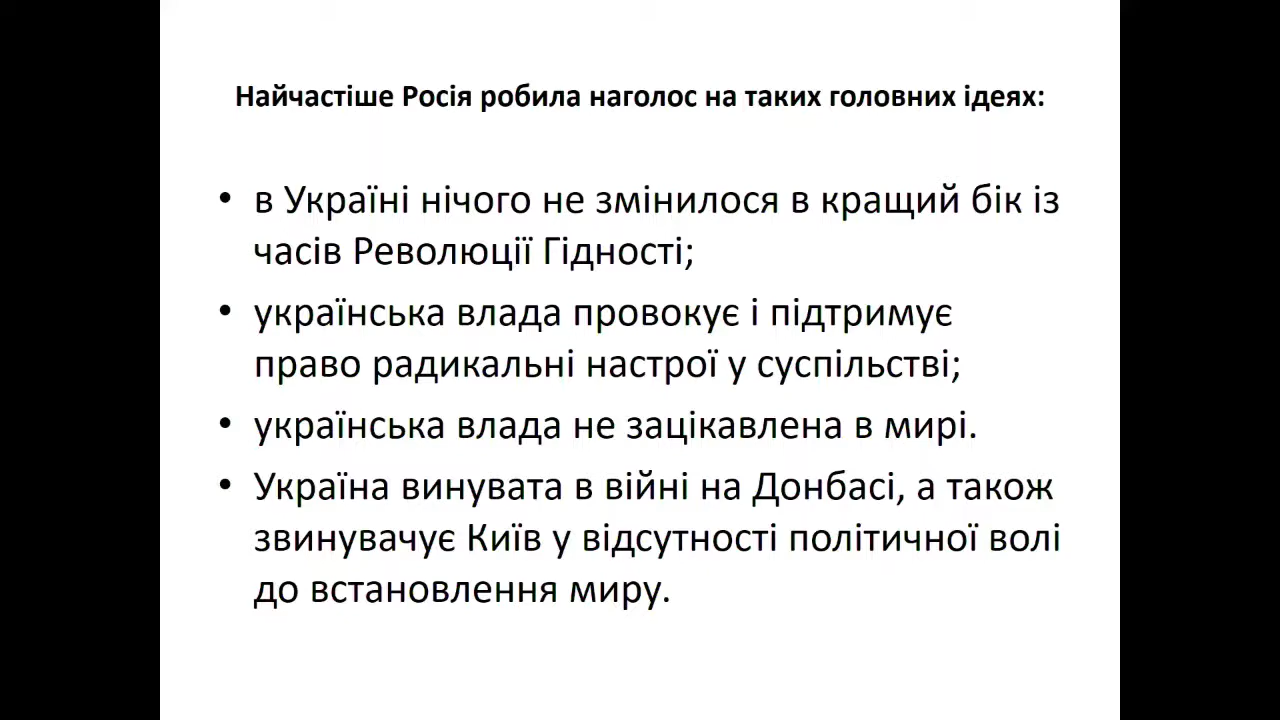 Найчастіше Росія робила наголос на таких головних ідеях:
• в Україні нічого не змінилося в кращий бік із
часів Революції Гідності;
• українська влада провокує і підтримує
право радикальні настрої у суспільстві;
• українська влада не зацікавлена в мирі.
• Україна винувата в війні на Донбасі, а також
звинувачує Київ у відсутності політичної волі
до встановлення миру.